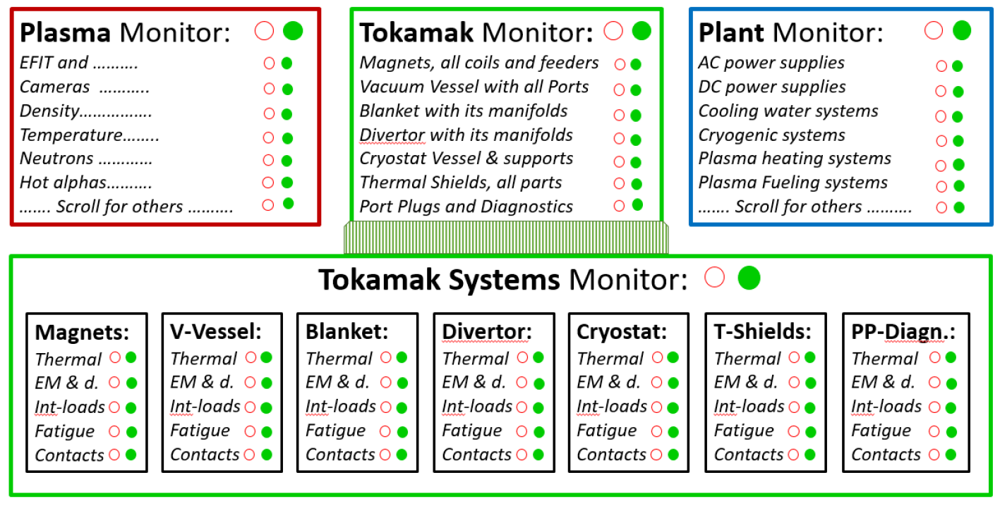 Plasma Monitor:
EFIT and ……….
Cameras ………..
Density…………….
Temperature……..
Neutrons …………
Hot alphas……….
……. Scroll for others ……….
Tokamak Monitor:
Magnets, all coils and feeders
Vacuum Vessel with all Ports
Blanket with its manifolds
Divertor with its manifolds
Cryostat Vessel & supports
Thermal Shields, all parts
Port Plugs and Diagnostics
Plant Monitor:
AC power supplies
DC power supplies
Cooling water systems
Cryogenic systems
Plasma heating systems
Plasma Fueling systems
……. Scroll for others ……….
Tokamak Systems Monitor:
Magnets:
Thermal
EM & d.
Int-loads
Fatigue
Contacts
V-Vessel:
Thermal
EM & d.
Int-loads
Fatigue
Contacts
Blanket:
Thermal
EM & d.
Int-loads
Fatigue
Contacts
Divertor:
Thermal
EM & d.
Int-loads
Fatigue
Contacts
Cryostat:
Thermal
EM & d.
Int-loads
Fatigue
Contacts
T-Shields:
Thermal
EM & d.
Int-loads
Fatigue
Contacts
PP-Diagn.:
Thermal
EM & d.
Int-loads
Fatigue
Contacts